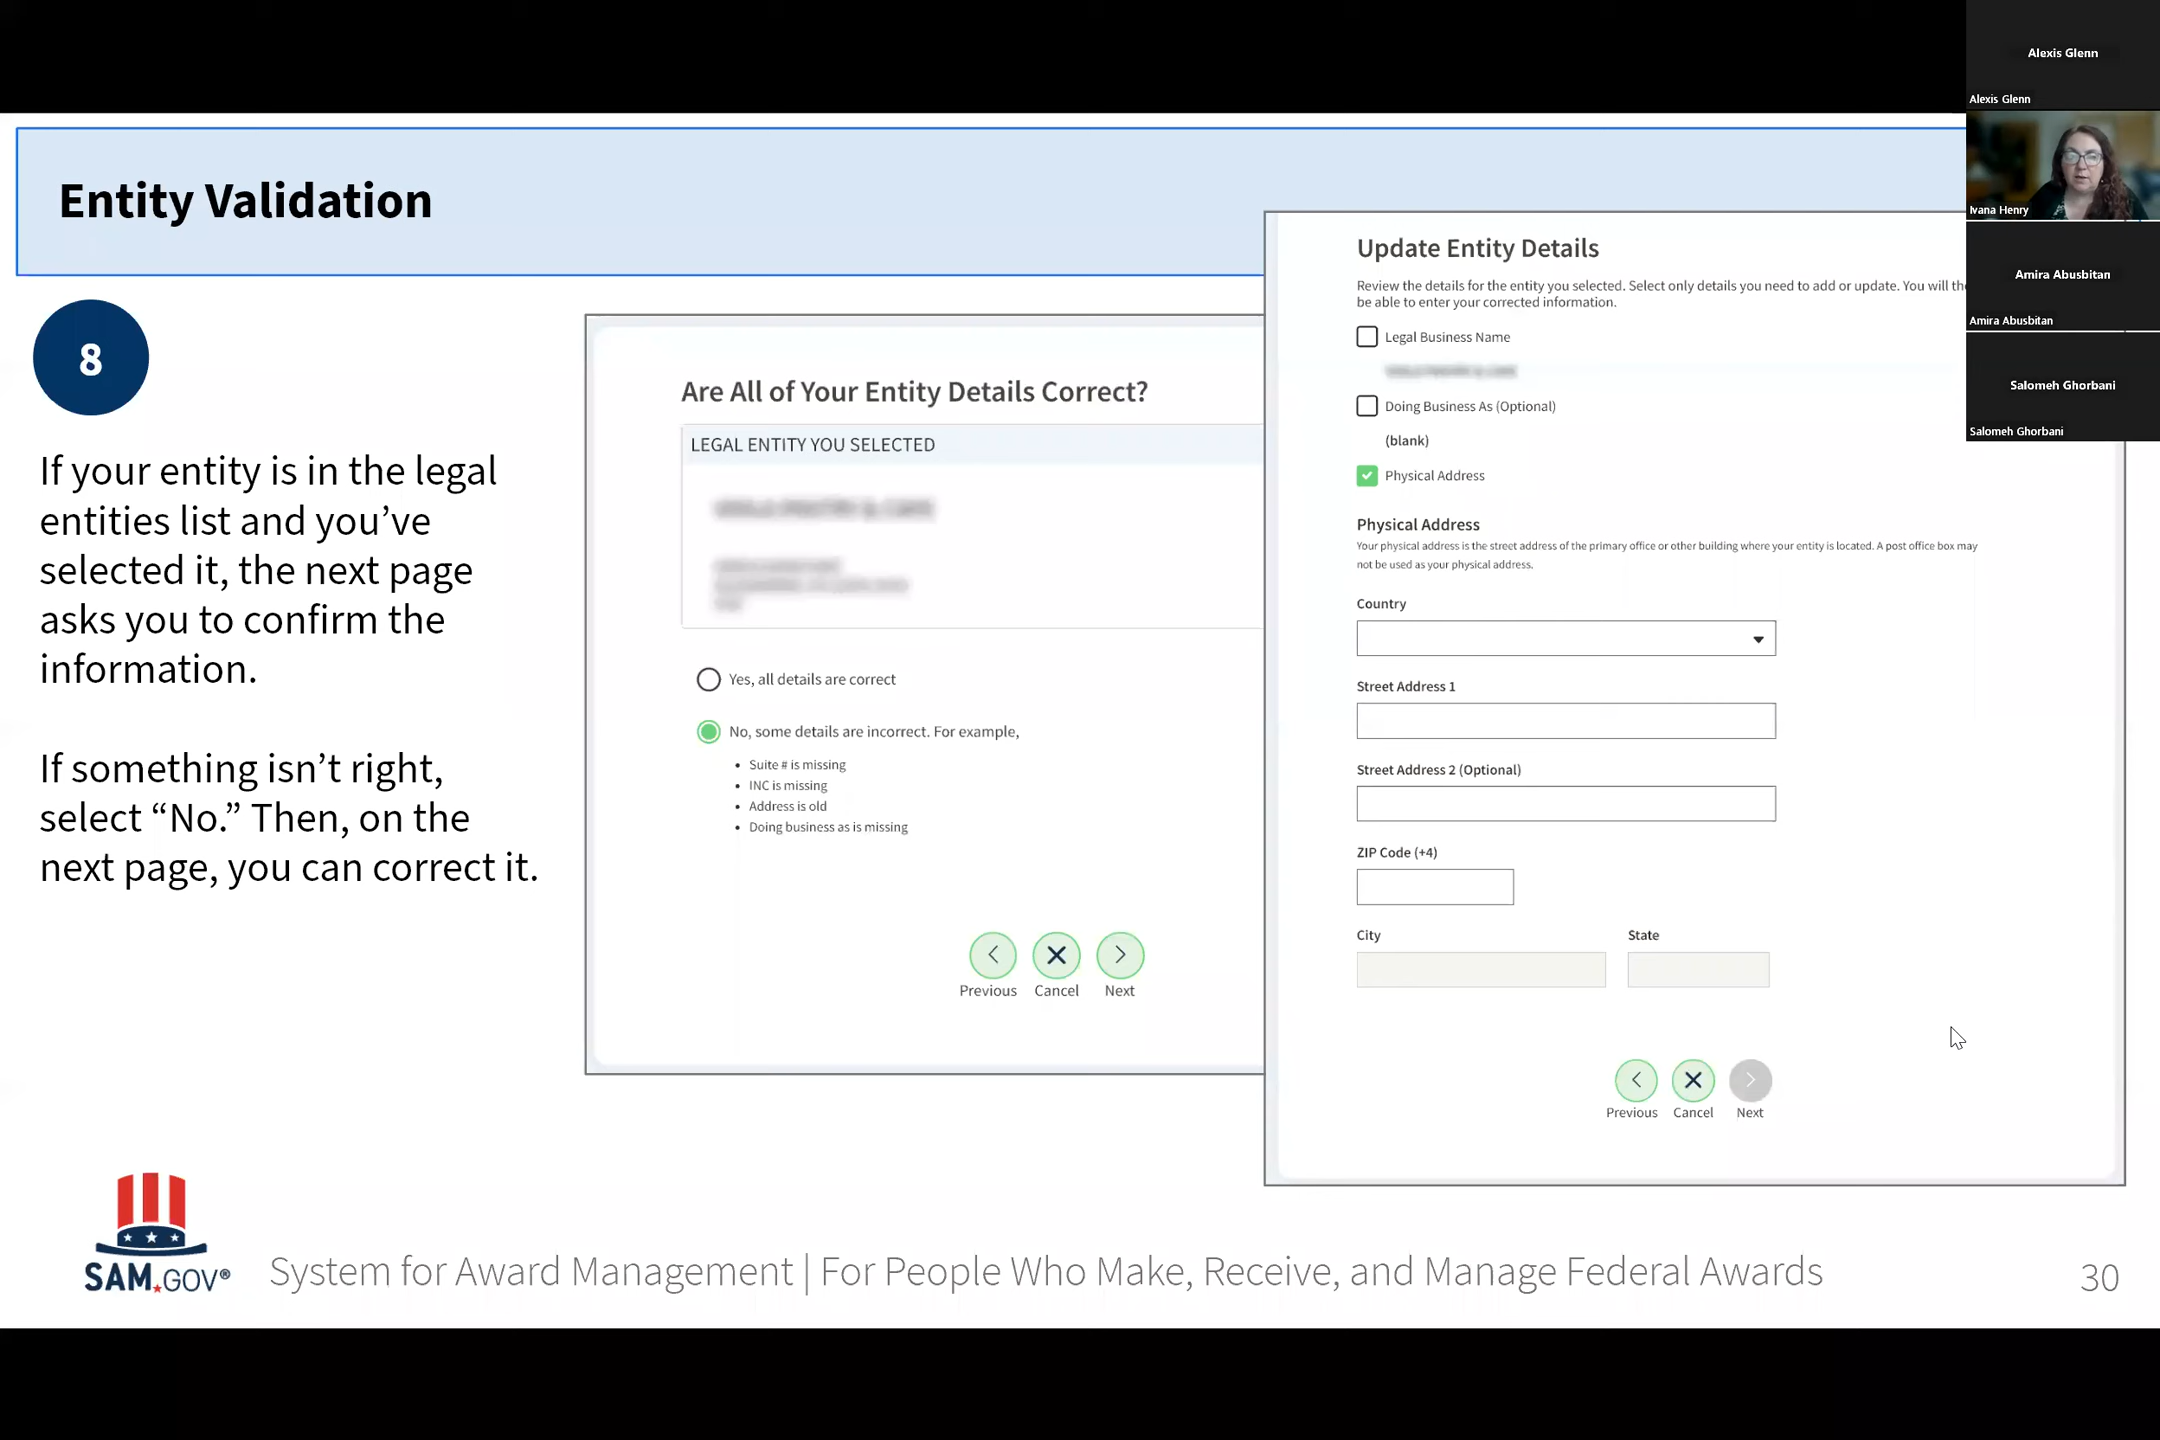 Entity Validation
8
If your entity is in the legal
entities list and you’ve
selected it, the next page
asks you to confirm the
information.
If something isn’t right,
select “No.” Then, on the
next page, you can correct it.
Are All of Your Entity Details Correct?
LEGAL ENTITY YOU SELECTED
Yes, all details are correct
No, some details are incorrect. For example,
• Suite # is missing
• INC is missing
• Address is old
• Doing business as is missing
Previous Cancel Next
Update Entity Details
Review the details for the entity you selected. Select only details you need to add or update. You will
be able to enter your corrected information.
Legal Business Name
Doing Business As (Optional)
(blank)
Physical Address
Physical Address
Your physical address is the street address of the primary office or other building where your entity is located. A post office box may
not be used as your physical address.
Country
Street Address 1
Street Address 2 (Optional)
ZIP Code (+4)
City State
Previous Cancel Next
Alexis Glenn
Alexis Glenn
Ivana Henry
Amira Abusbitan
Amira Abusbitan
Salomeh Ghorbani
Salomeh Ghorbani
SAM.GOV®
System for Award Management | For People Who Make, Receive, and Manage Federal Awards
30